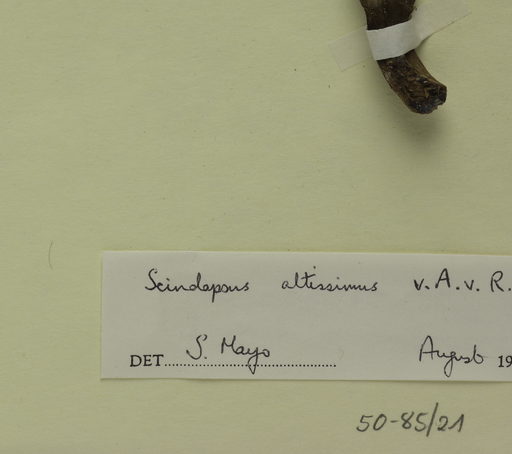 Scindapsus altissimus v.A.v.R.
DET. S. Mayo August 19
50-85/21